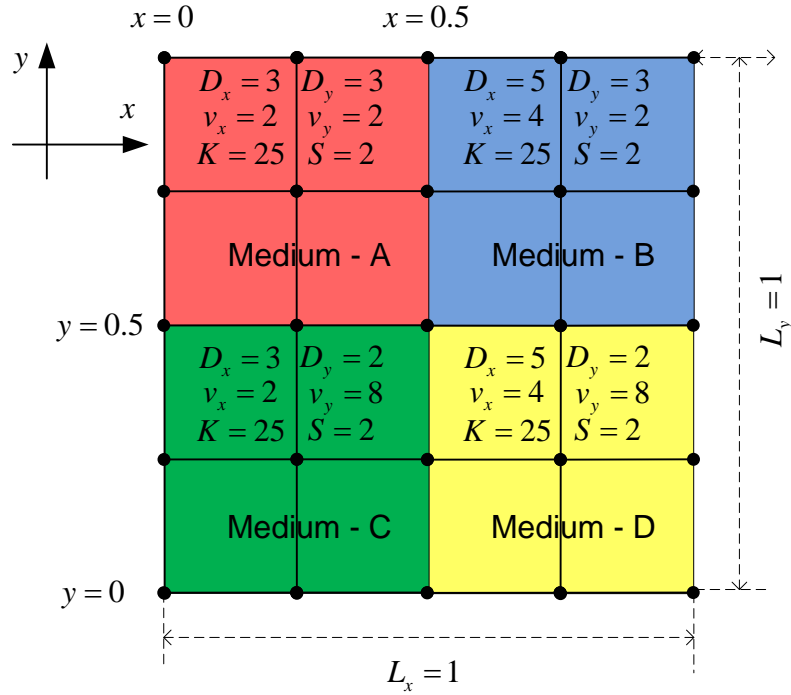 x = 0
x = 0.5
y
x
D_x = 3 D_y = 3
v_x = 2 v_y = 2
K = 25 S = 2
Medium - A
D_x = 5 D_y = 3
v_x = 4 v_y = 2
K = 25 S = 2
Medium - B
y = 0.5
D_x = 3 D_y = 2
v_x = 2 v_y = 8
K = 25 S = 2
Medium - C
D_x = 5 D_y = 2
v_x = 4 v_y = 8
K = 25 S = 2
Medium - D
L_y = 1
y = 0
L_x = 1